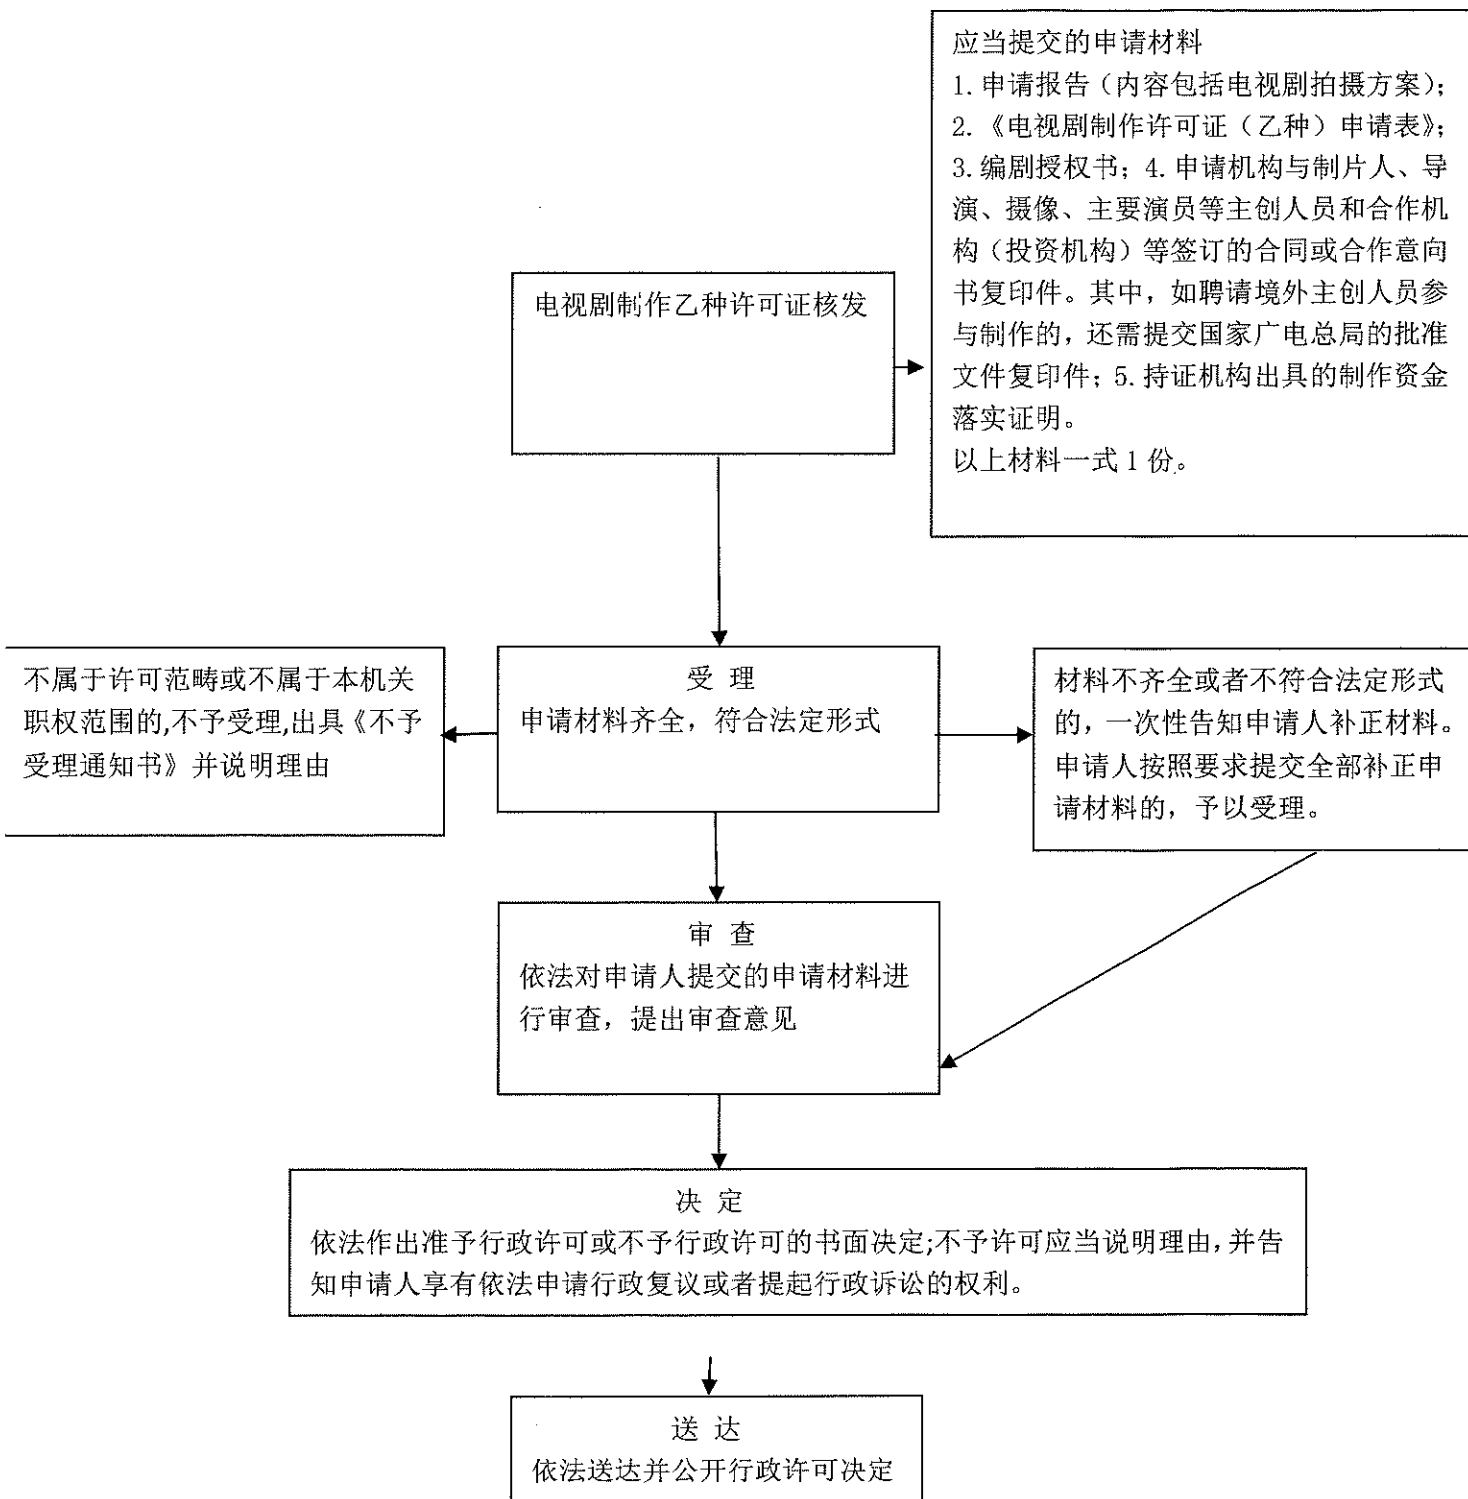 应当提交的申请材料
1.申请报告（内容包括电视剧拍摄方案）；
2.《电视剧制作许可证（乙种）申请表》；
3.编剧授权书；4.申请机构与制片人、导
演、摄像、主要演员等主创人员和合作机
构（投资机构）等签订的合同或合作意向
书复印件。其中，如聘请境外主创人员参
与制作的，还需提交国家广电总局的批准
文件复印件；5.持证机构出具的制作资金
落实证明。
以上材料一式1份。
电视剧制作乙种许可证核发
不属于许可范畴或不属于本机关
职权范围的,不予受理,出具《不予
受理通知书》并说明理由
受 理
申请材料齐全，符合法定形式
材料不齐全或者不符合法定形式
的，一次性告知申请人补正材料。
申请人按照要求提交全部补正申
请材料的，予以受理。
审 查
依法对申请人提交的申请材料进
行审查，提出审查意见
决 定
依法作出准予行政许可或不予行政许可的书面决定;不予许可应当说明理由,并告
知申请人享有依法申请行政复议或者提起行政诉讼的权利。
送 达
依法送达并公开行政许可决定